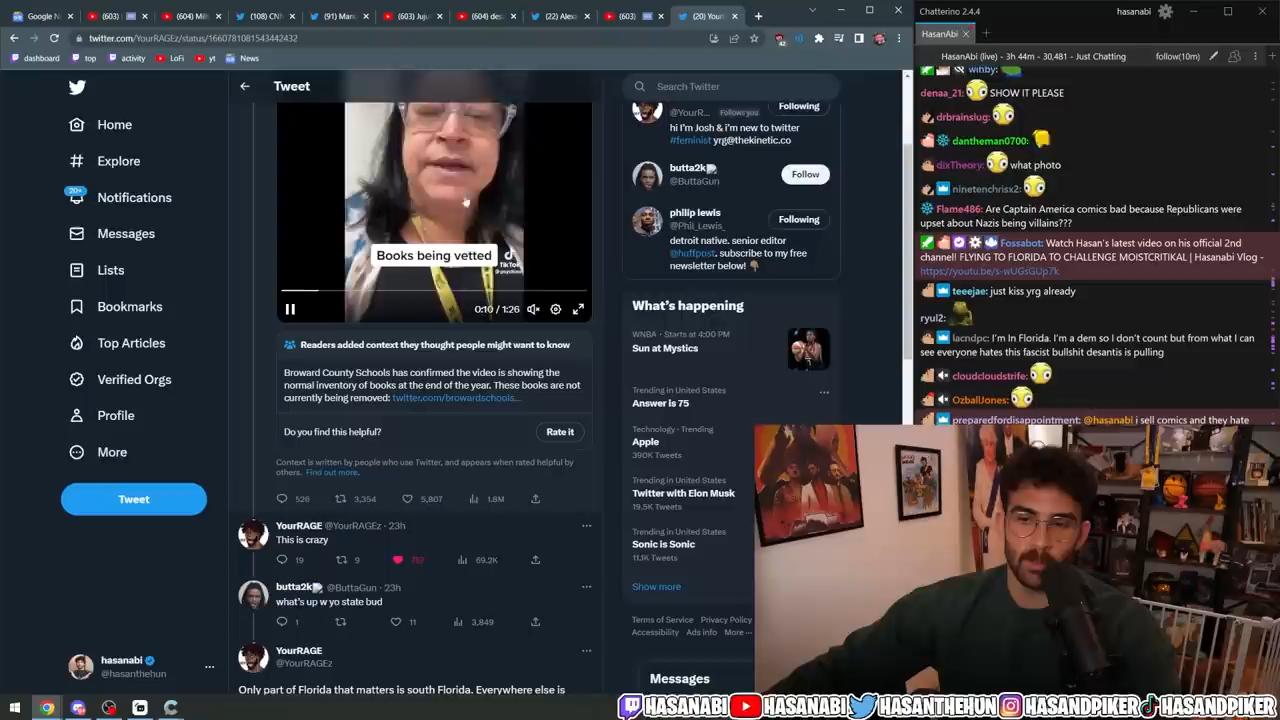 Google N
(603)
(604) Mill
(108) CNN
(91) Man
(603) Juju
(604) des
(22) Alex
(603)
(20) Your
twitter.com/YourRAGEz/status/1660781081543442432
42
dashboard
top
activity
LoFi
yt
News
Home
Explore
20+
Notifications
Messages
Lists
Bookmarks
Top Articles
Verified Orgs
Profile
More
Tweet
hasanabi
@hasanthehun
Tweet
Books being vetted
TikTok
0:10 / 1:26
Readers added context they thought people might want to know
Broward County Schools has confirmed the video is showing the
normal inventory of books at the end of the year. These books are not
currently being removed: twitter.com/browardschools...
Do you find this helpful?
Rate it
Context is written by people who use Twitter, and appears when rated helpful by
others. Find out more.
526
3,354
5,807
1.8M
YourRAGE @YourRAGEz · 23h
This is crazy
19
9
69.2K
butta2k @ButtaGun · 23h
what's up w yo state bud
1
11
3,849
YourRAGE
@YourRAGEz
Only part of Florida that matters is south Florida. Everywhere else is
Search Twitter
@YourR... Follows you
Following
hi I'm Josh & i'm new to twitter
#feminist yrg@thekinetic.co
butta2k
@ButtaGun
Follow
philip lewis
@Phil_Lewis_
Following
detroit native. senior editor
@huffpost. subscribe to my free
newsletter below!
What's happening
WNBA · Starts at 4:00 PM
Sun at Mystics
Trending in United States
Answer is 75
Technology · Trending
Apple
390K Tweets
Trending in United States
Twitter with Elon Musk
19.5K Tweets
Trending in United States
Sonic is Sonic
11.1K Tweets
Show more
Terms of Service Privacy Policy
Accessibility Ads info More ···
Messages
Chatterino 2.4.4
hasanabi
HasanAbi
HasanAbi (live) - 3h 44m - 30,481 - Just Chatting
follow(10m)
denaa_21: SHOW IT PLEASE
drbrainslug:
dantheman0700:
dixTheory: what photo
ninetenchrisx2:
Flame486: Are Captain America comics bad because Republicans were
upset about Nazis being villains???
Fossabot: Watch Hasan's latest video on his official 2nd
channel! FLYING TO FLORIDA TO CHALLENGE MOISTCRITIKAL | Hasanabi Vlog -
https://youtu.be/s-wUGsGUp7k
teeejae: just kiss yrg already
ryul2:
lacndpc: I'm In Florida. I'm a dem so I don't count but from what I can
see everyone hates this fascist bullshit desantis is pulling
cloudcloudstrife:
OzballJones:
preparedfordisappointment: @hasanabi i sell comics and they hate
HASANABI
HASANABI
HASANTHEHUN
HASANDPIKER
HASANDPIKER